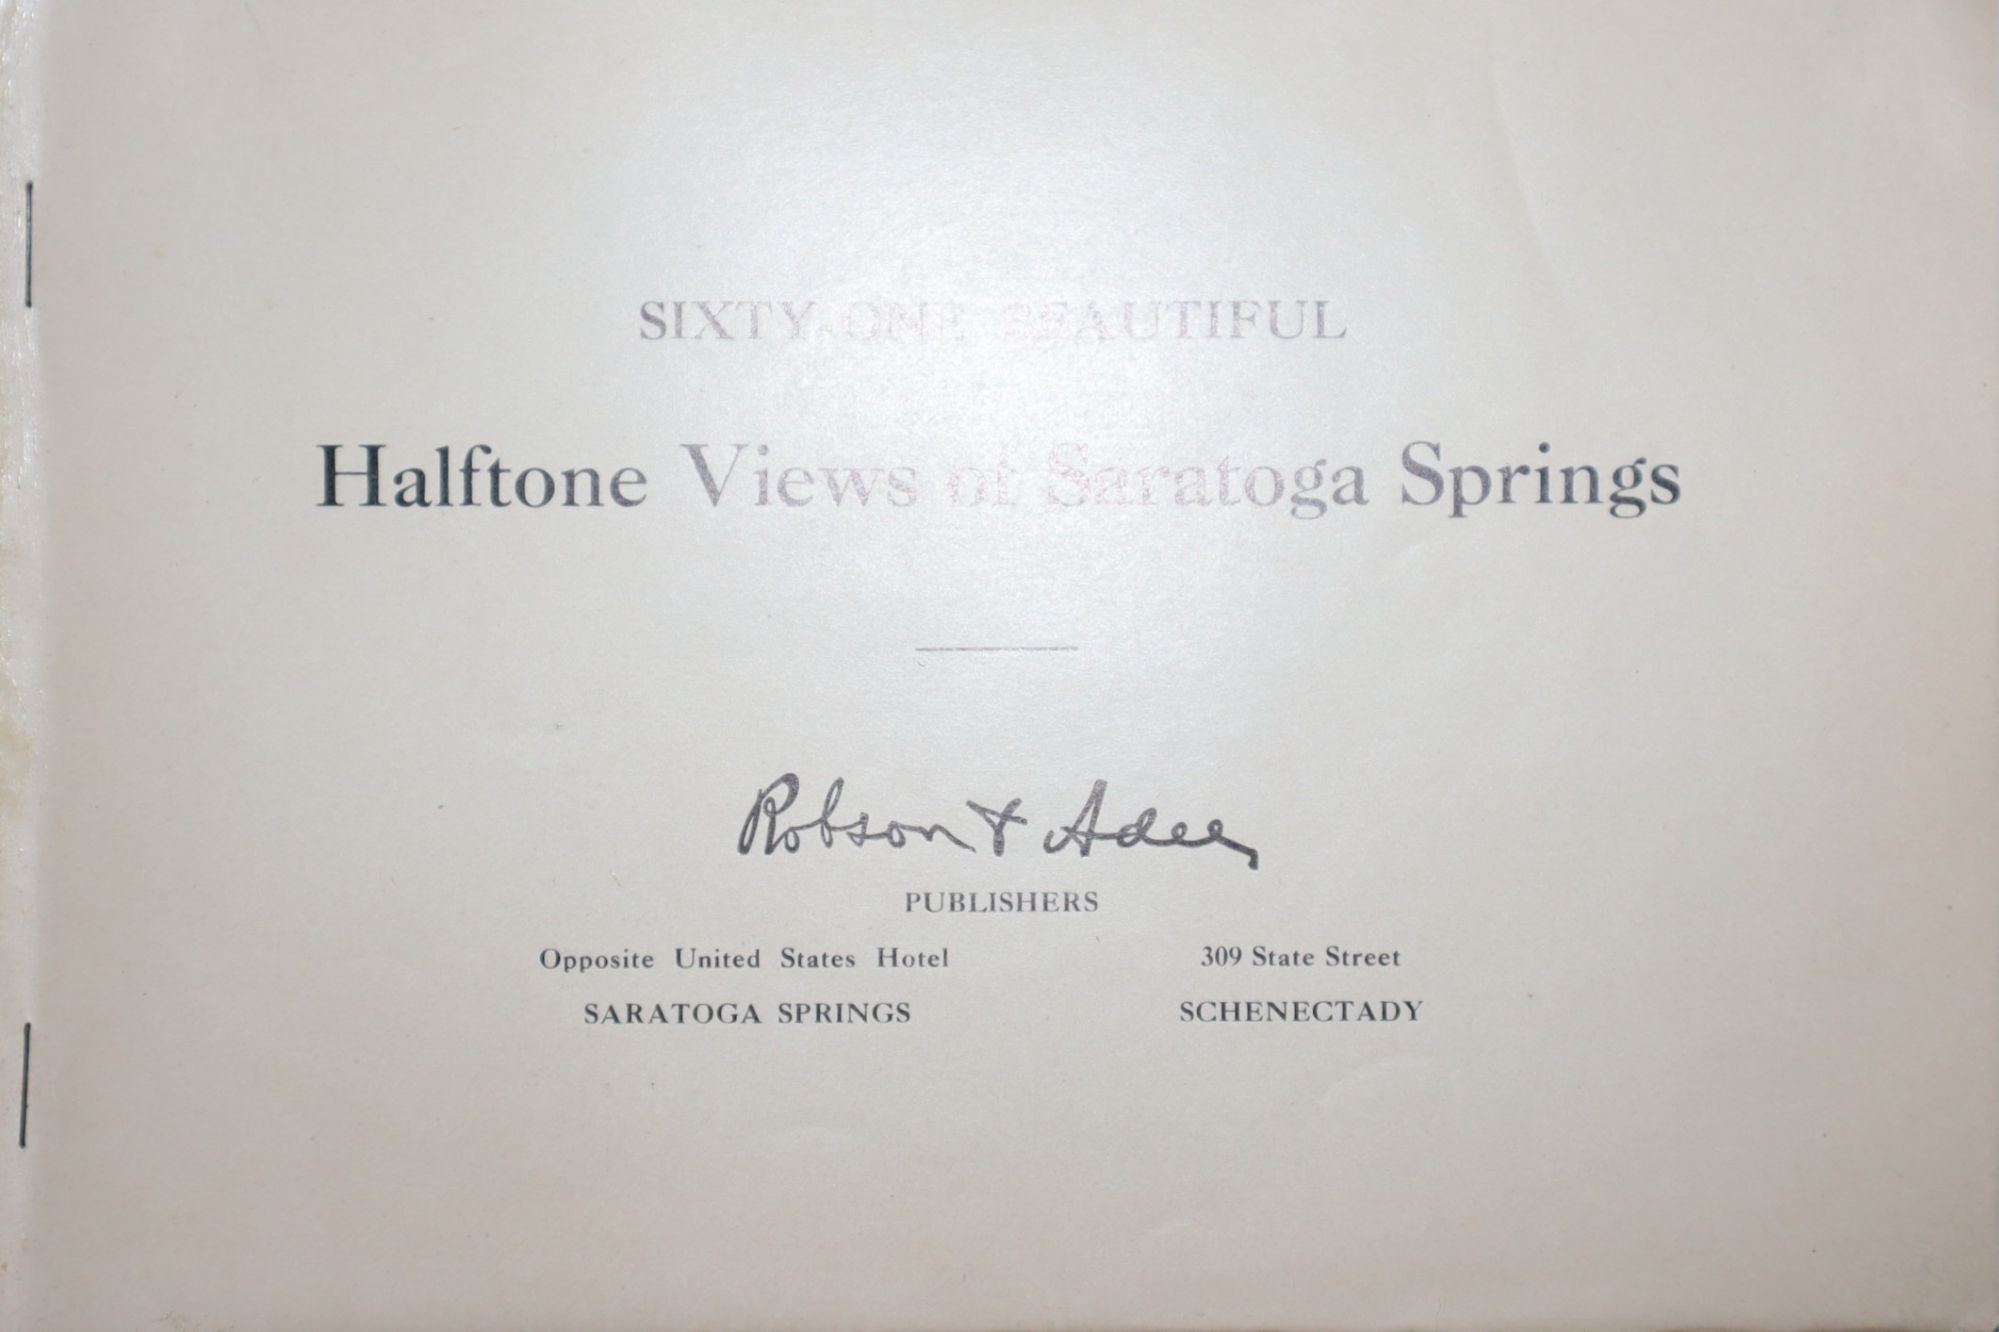 SIXTY-ONE BEAUTIFUL
Halftone Views of Saratoga Springs
Robson & Adee
PUBLISHERS
Opposite United States Hotel
SARATOGA SPRINGS
309 State Street
SCHENECTADY